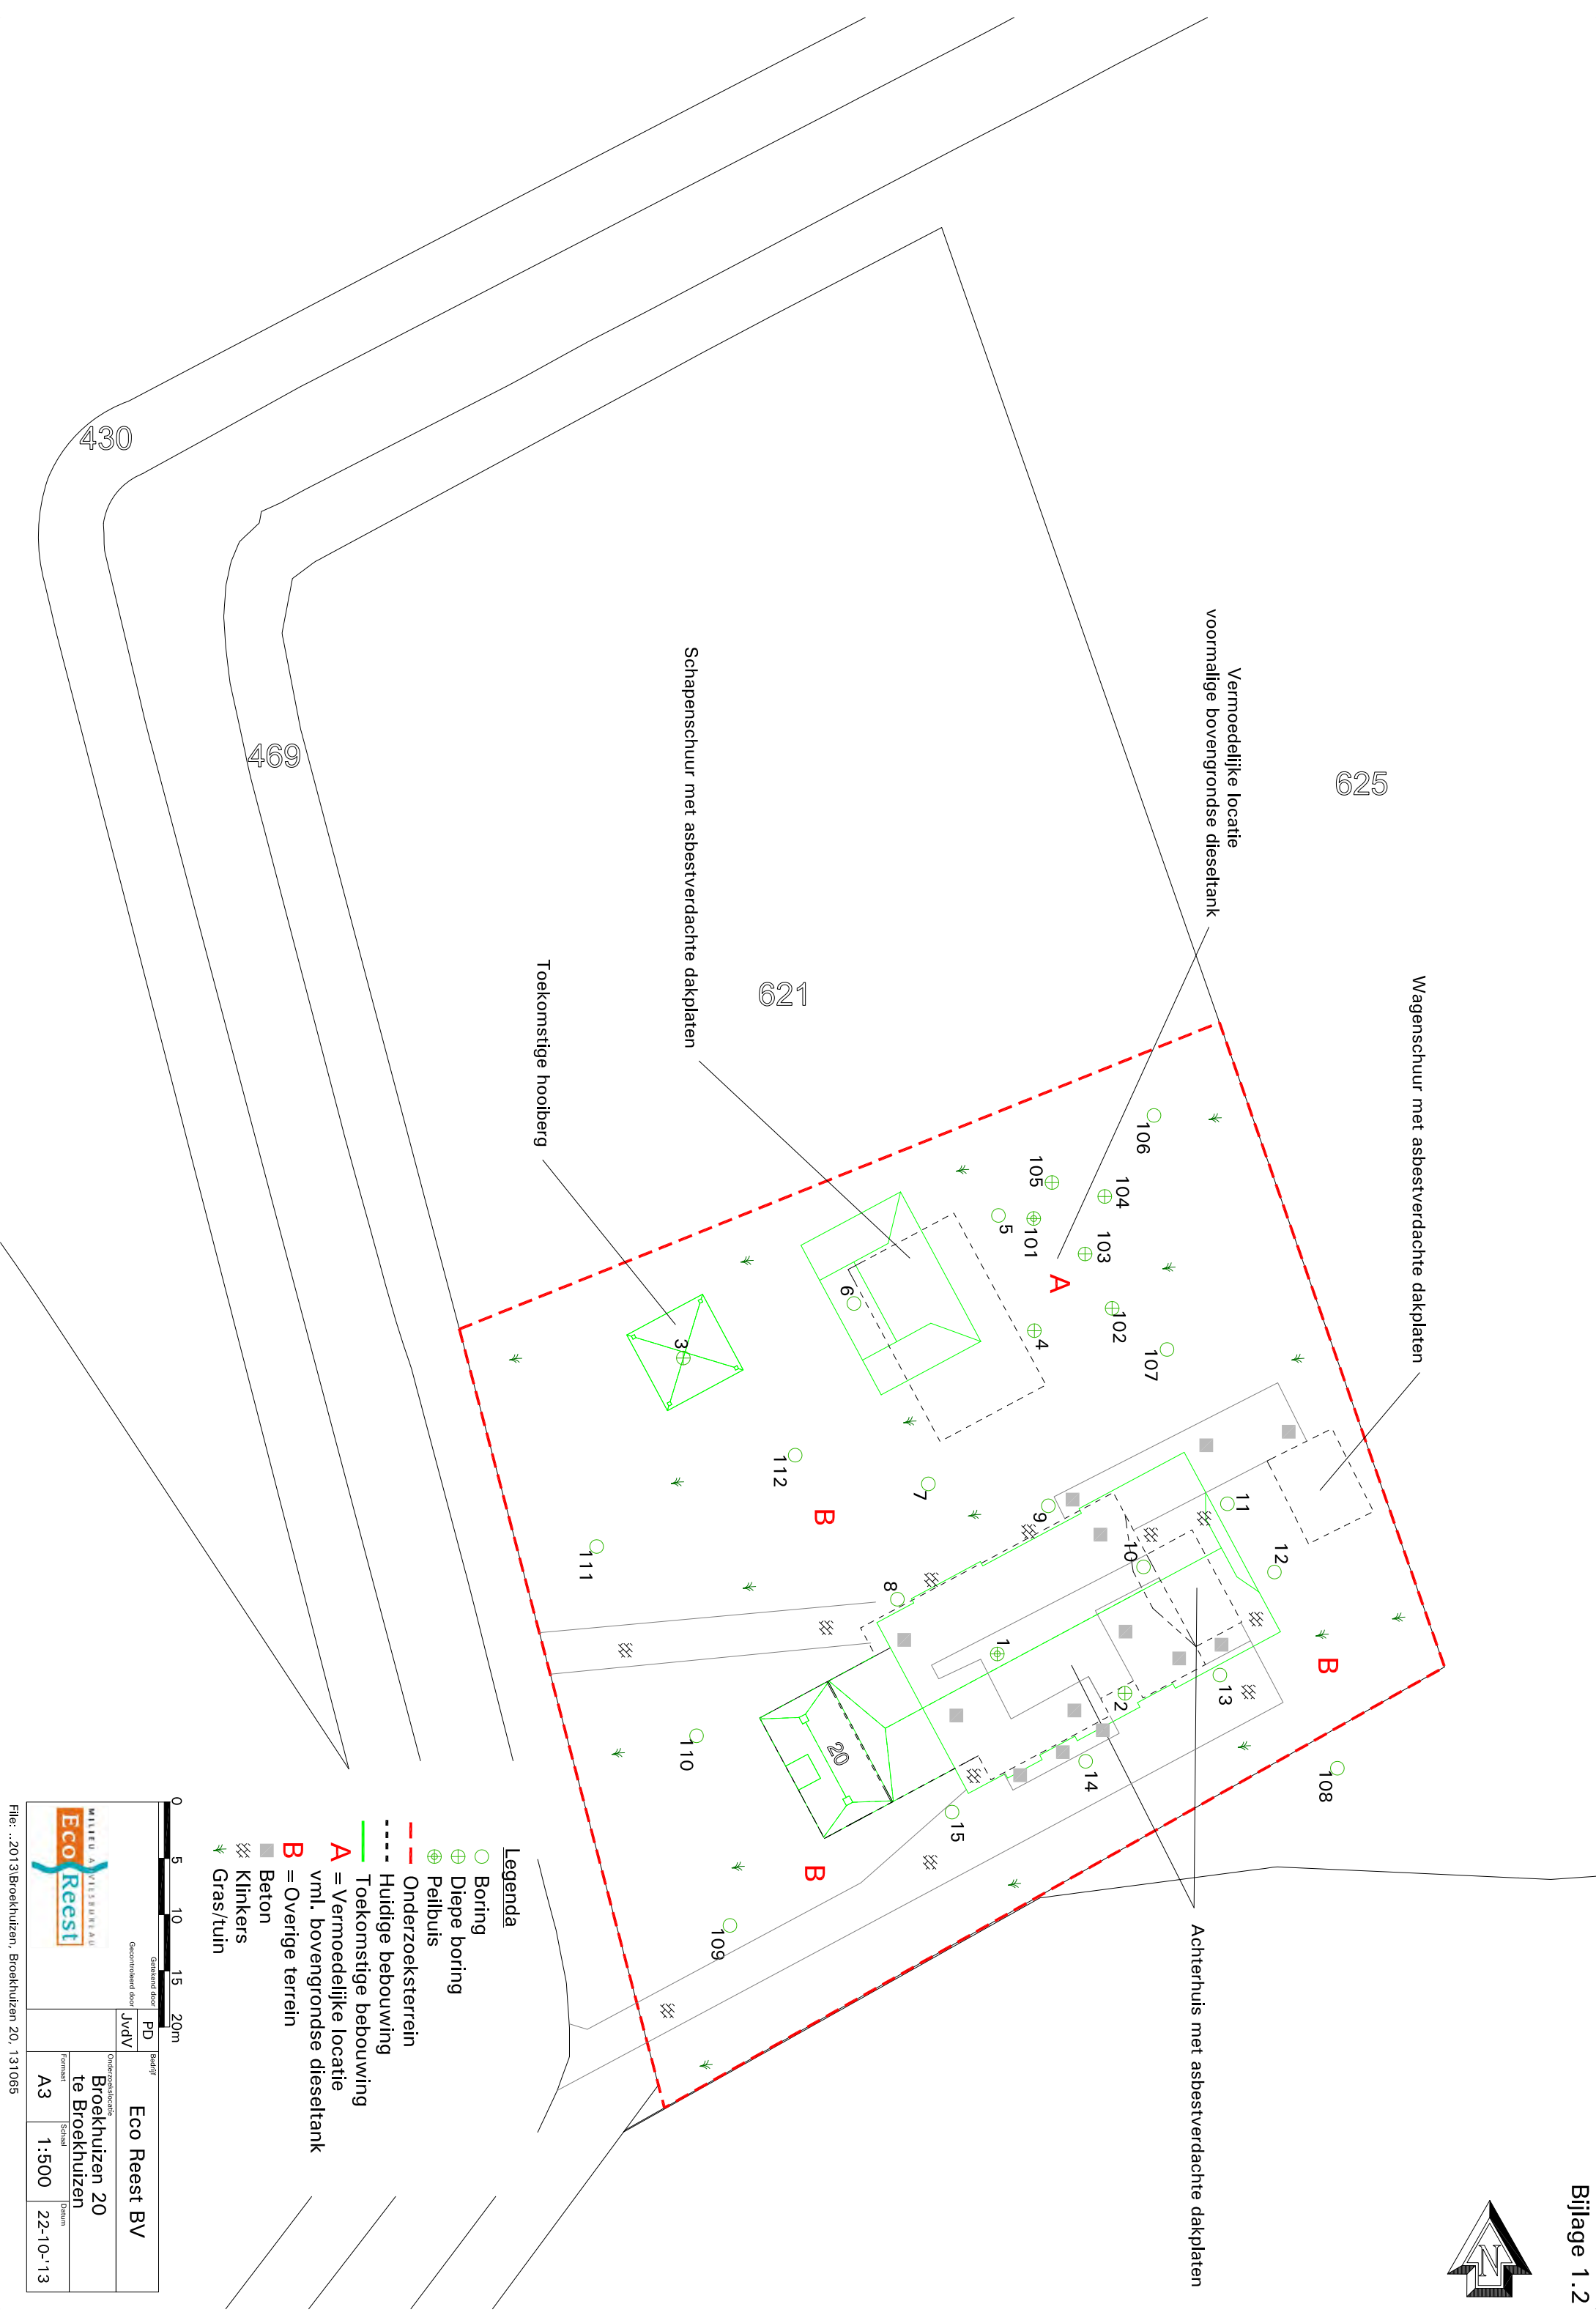 Bijlage 1.2
N
Wagenschuur met asbestverdachte dakplaten
Vermoedelijke locatie
voormalige bovengrondse dieseltank
Schapenschuur met asbestverdachte dakplaten
Toekomstige hooiberg
Achterhuis met asbestverdachte dakplaten
625
621
469
430
106
105
104
101
5
103
A
102
4
107
6
3
112
7
B
111
9
8
10
11
12
1
2
13
B
14
108
15
20
110
B
109
Legenda
Boring
Diepe boring
Peilbuis
Onderzoeksterrein
Huidige bebouwing
Toekomstige bebouwing
A =Vermoedelijke locatie
vml. bovengrondse dieseltank
B =Overige terrein
Beton
Klinkers
Gras/tuin
0 5 10 15 20m
MILIEU ADVIESBUREAU
Eco Reest
Getekend door
PD
Gecontroleerd door
JvdV
Bedrijf
Eco Reest BV
Onderzoekslocatie
Broekhuizen 20
te Broekhuizen
Formaat
A3
Schaal
1:500
Datum
22-10-'13
File: ...2013\Broekhuizen, Broekhuizen 20, 131065